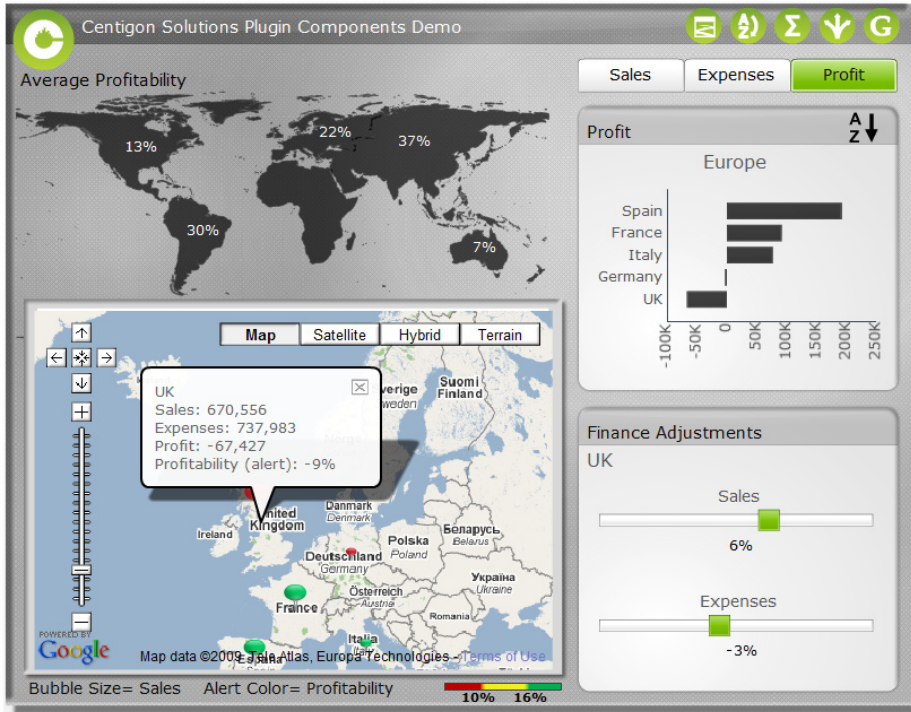 Centigon Solutions Plugin Components Demo
G
Average Profitability
13%
22%
37%
30%
7%
Sales Expenses Profit
Profit
A
Z
Europe
Spain
France
Italy
Germany
UK
-100K -50K 0 50K 100K 150K 200K 250K
Map Satellite Hybrid Terrain
UK
Sales: 670,556
Expenses: 737,983
Profit: -67,427
Profitability (alert): -9%
verige
weden
Suomi
Finland
Danmark
Denmark
nited
Kingdom
Ireland
Polska
Poland
Беларусь
Belarus
Deutschland
Germany
Україна
Ukraine
Österreich
Austria
France
Romania
Italia
España
POWERED BY
Google
Map data ©2009 Tele Atlas, Europa Technologies - Terms of Use
Bubble Size= Sales Alert Color= Profitability
10% 16%
Finance Adjustments
UK
Sales
6%
Expenses
-3%